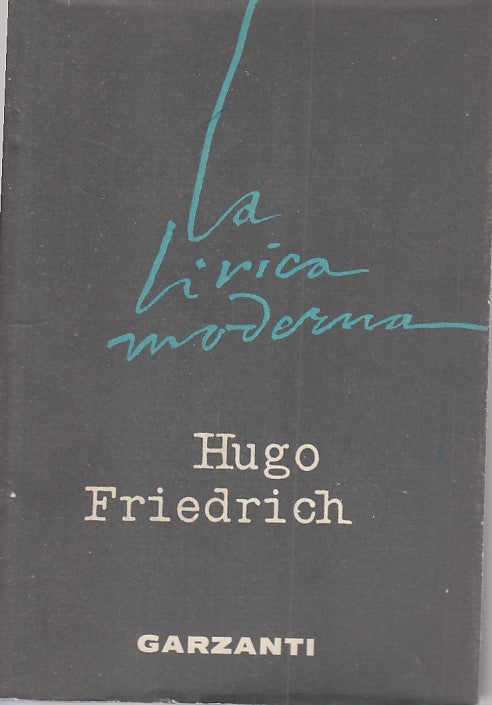 La
lirica
moderna
Hugo
Friedrich
GARZANTI